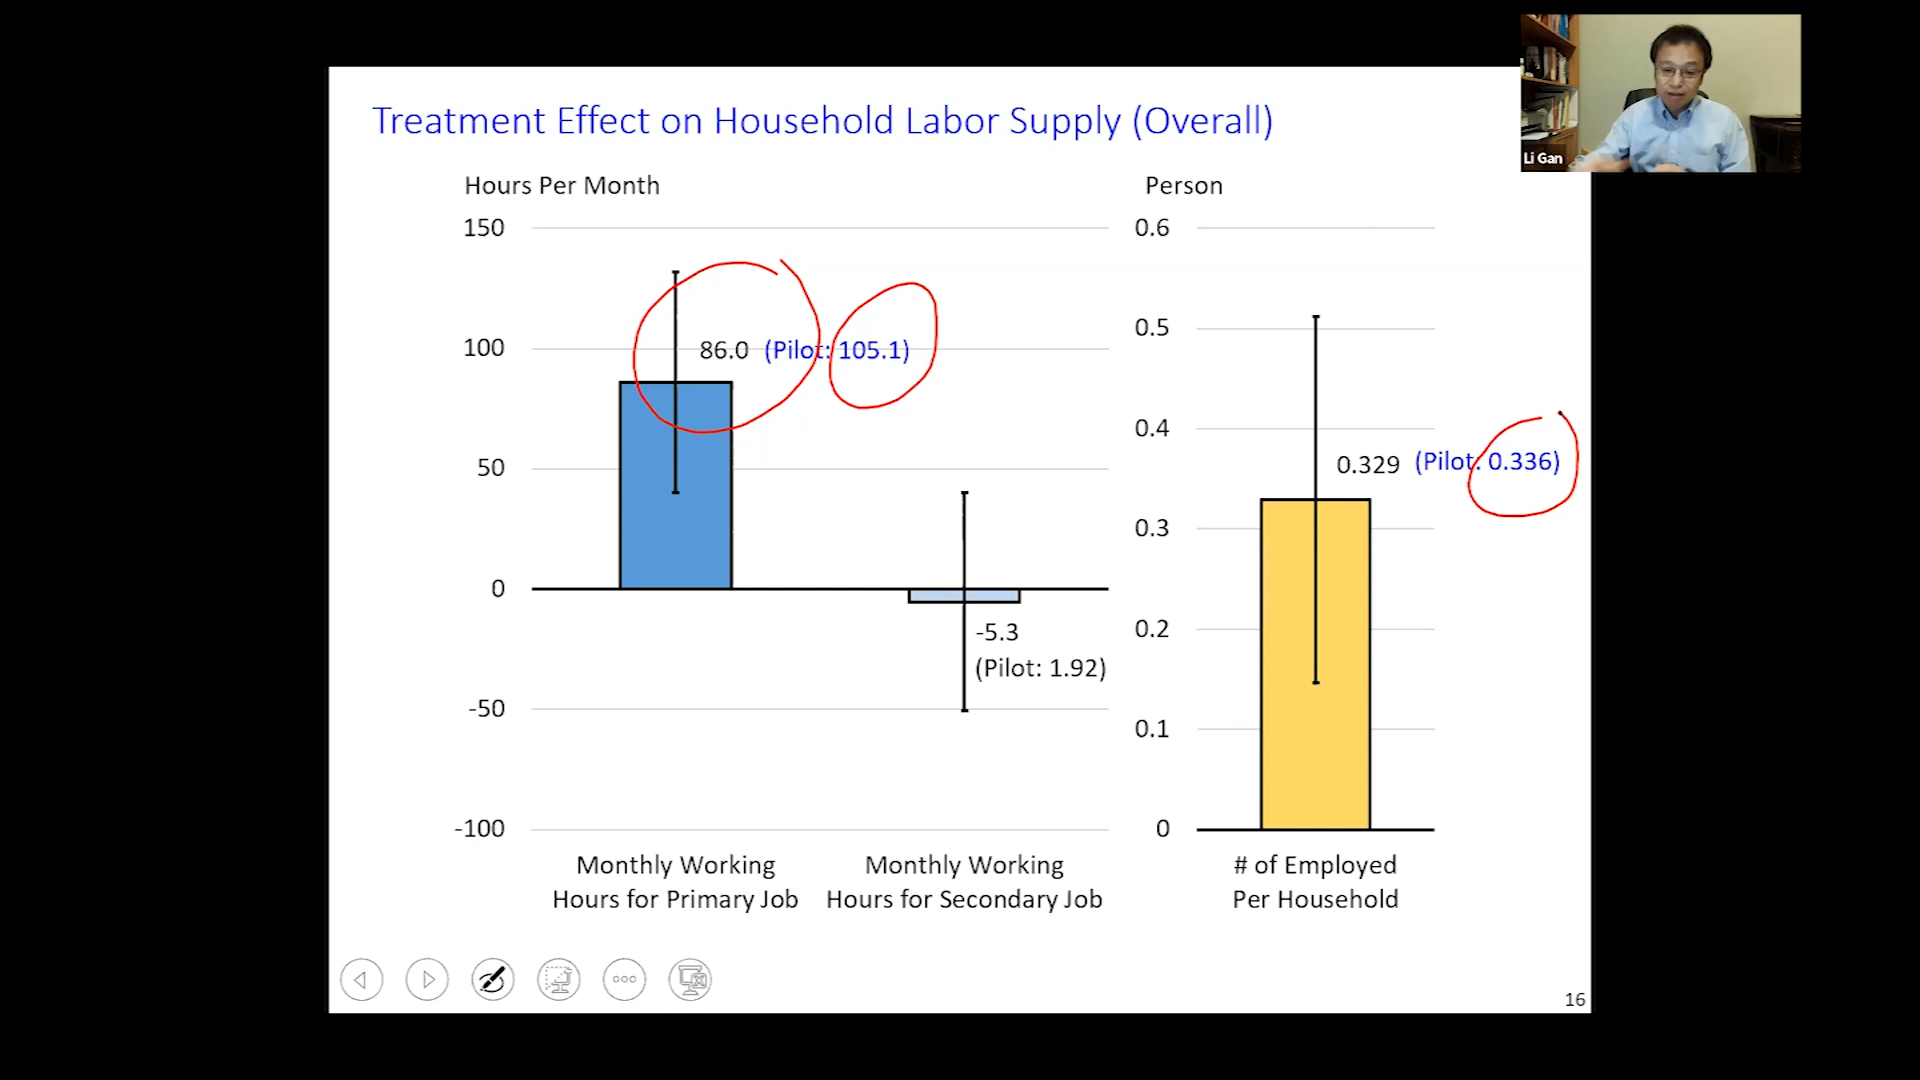 Li Gan
Treatment Effect on Household Labor Supply (Overall)
Hours Per Month
150
100
50
0
-50
-100
86.0 (Pilot: 105.1)
-5.3
(Pilot: 1.92)
Monthly Working
Hours for Primary Job
Monthly Working
Hours for Secondary Job
Person
0.6
0.5
0.4
0.3
0.2
0.1
0
0.329 (Pilot: 0.336)
# of Employed
Per Household
16